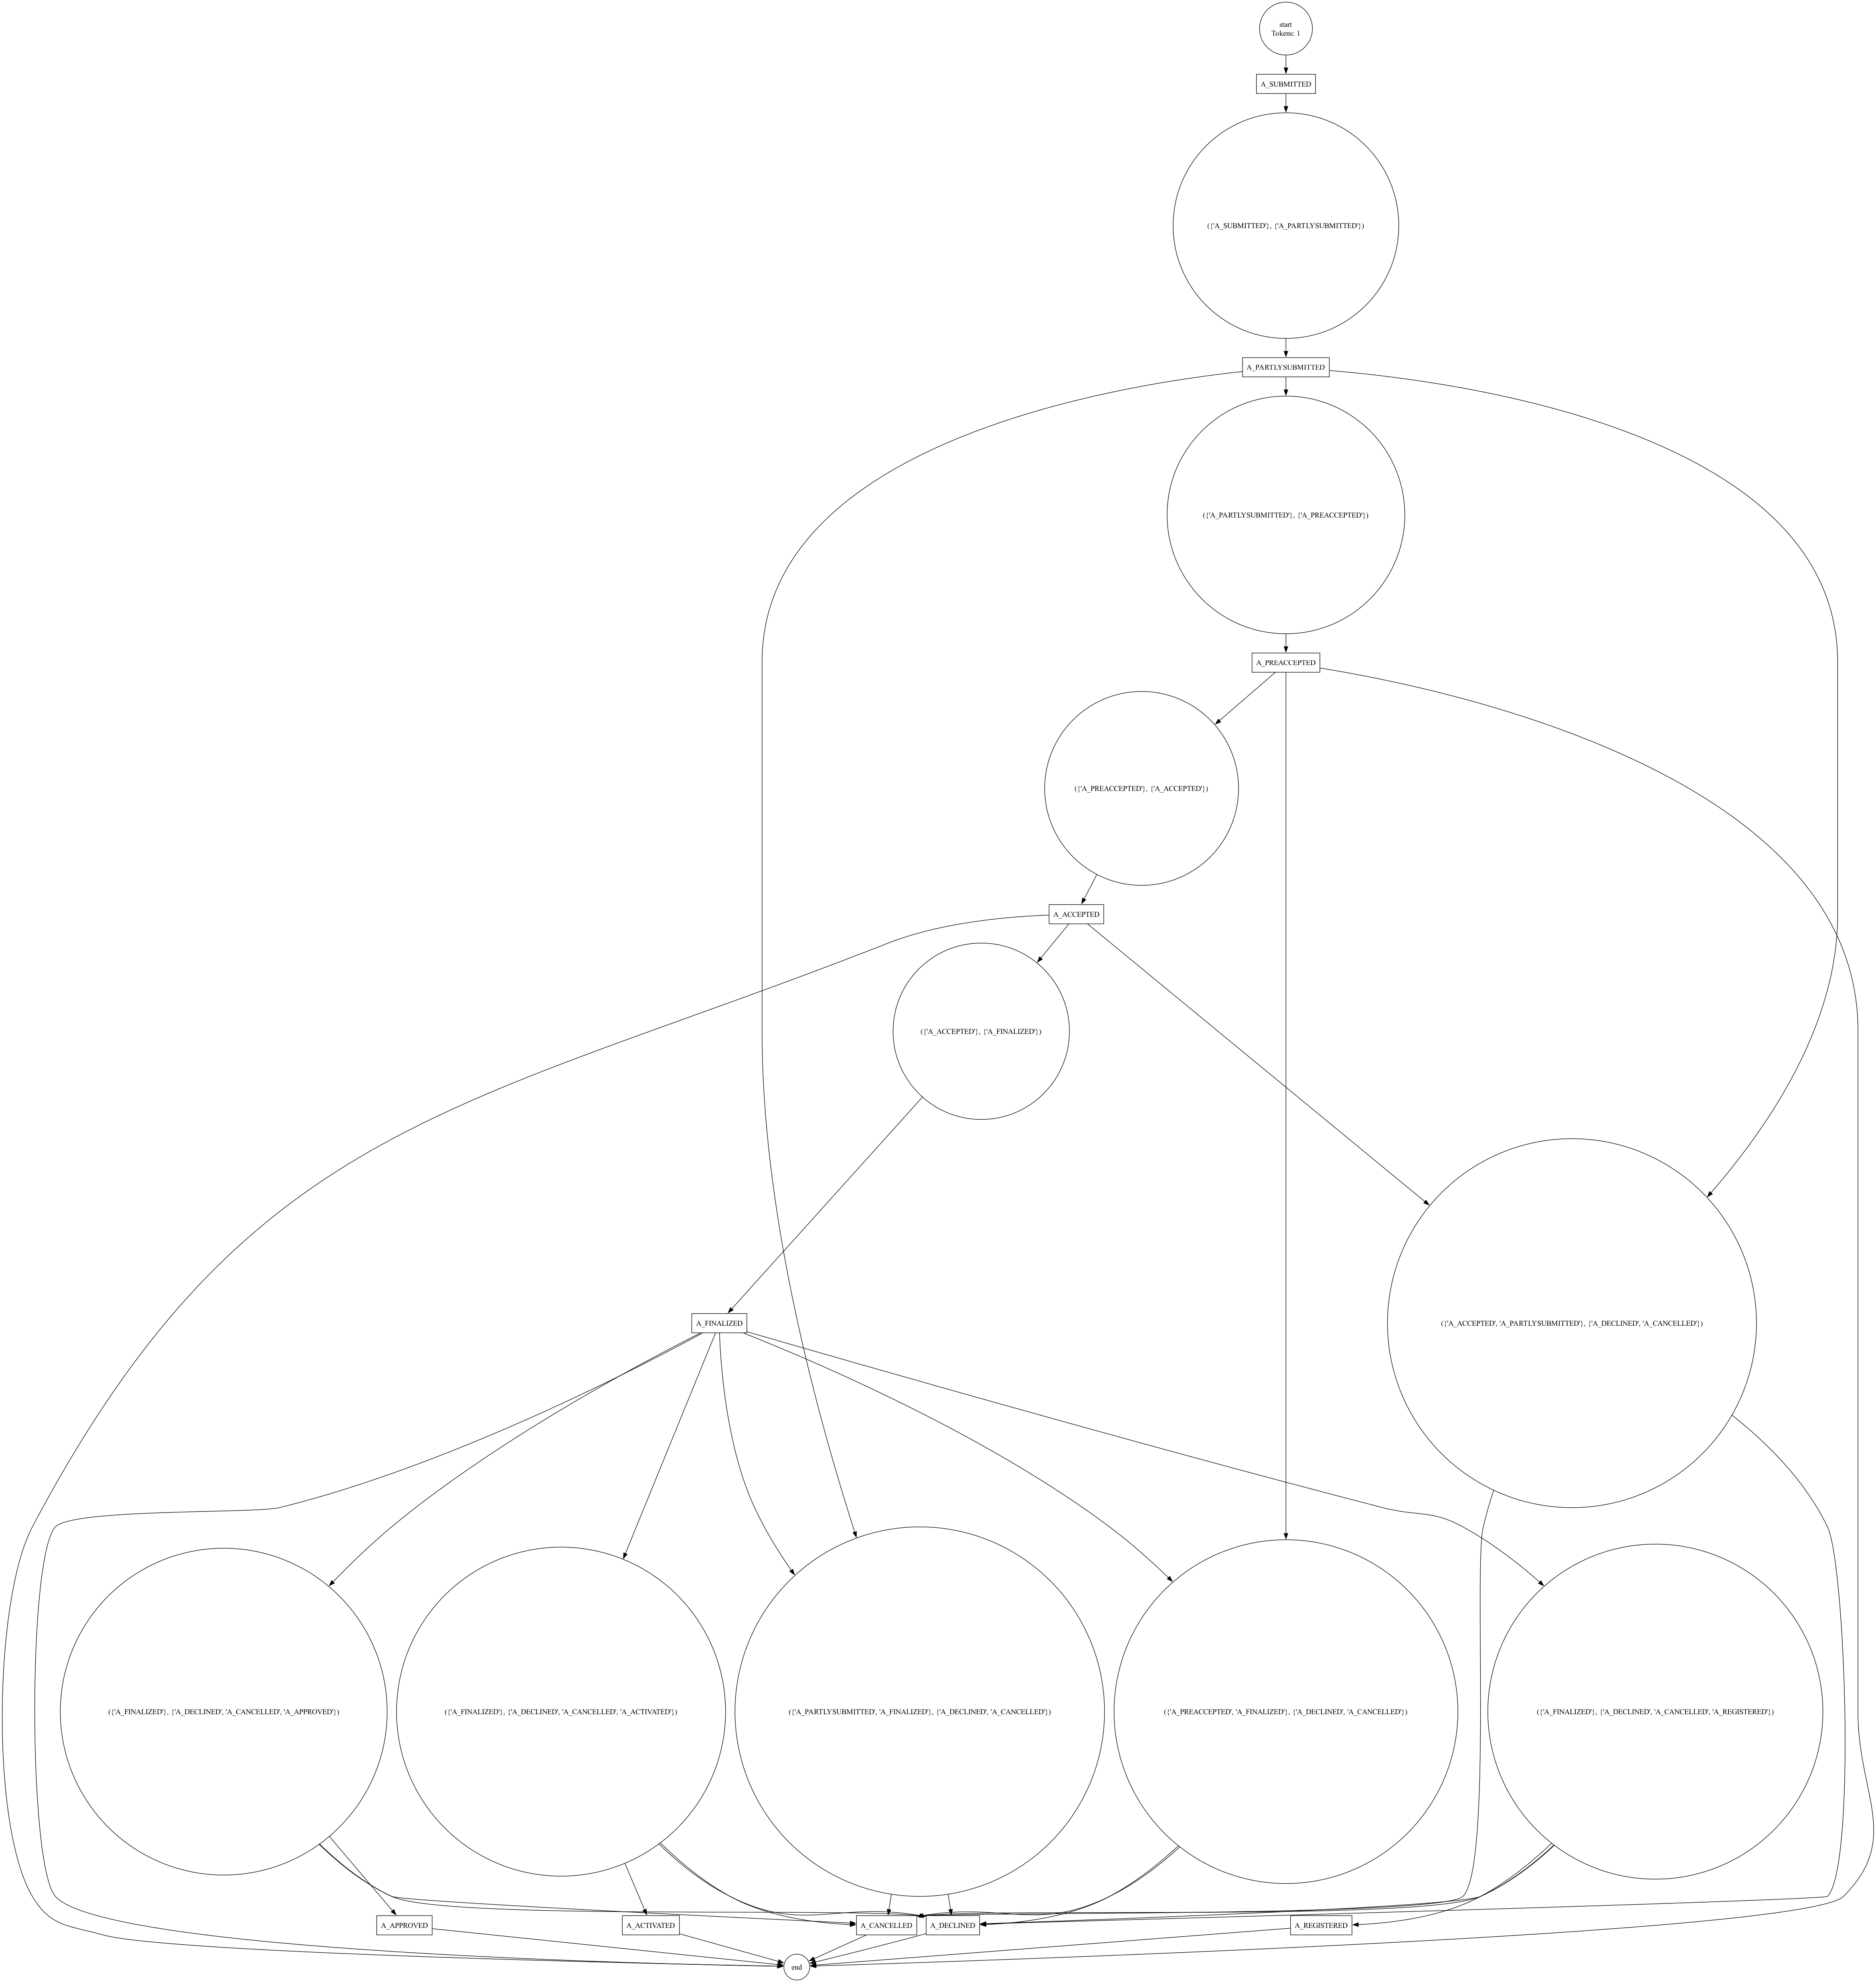 start
Tokens: 1
A_SUBMITTED
({'A_SUBMITTED'}, {'A_PARTLYSUBMITTED'})
A_PARTLYSUBMITTED
({'A_PARTLYSUBMITTED'}, {'A_PREACCEPTED'})
A_PREACCEPTED
({'A_PREACCEPTED'}, {'A_ACCEPTED'})
A_ACCEPTED
({'A_ACCEPTED'}, {'A_FINALIZED'})
A_FINALIZED
({'A_ACCEPTED', 'A_PARTLYSUBMITTED'}, {'A_DECLINED', 'A_CANCELLED'})
({'A_FINALIZED'}, {'A_DECLINED', 'A_CANCELLED', 'A_APPROVED'})
({'A_FINALIZED'}, {'A_DECLINED', 'A_CANCELLED', 'A_ACTIVATED'})
({'A_PARTLYSUBMITTED', 'A_FINALIZED'}, {'A_DECLINED', 'A_CANCELLED'})
({'A_PREACCEPTED', 'A_FINALIZED'}, {'A_DECLINED', 'A_CANCELLED'})
({'A_FINALIZED'}, {'A_DECLINED', 'A_CANCELLED', 'A_REGISTERED'})
A_APPROVED
A_ACTIVATED
A_CANCELLED
A_DECLINED
A_REGISTERED
end